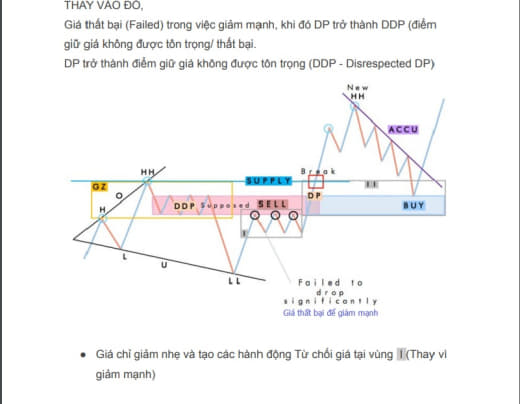 THAY VÀO ĐÓ,
Giá thất bại (Failed) trong việc giảm mạnh, khi đó DP trở thành DDP (điểm
giữ giá không được tôn trọng/ thất bại.
DP trở thành điểm giữ giá không được tôn trọng (DDP - Disrespected DP)
New
HH
ACCU
Break
HH
SUPPLY
II
GZ
O
DP
H
DDP Supposed SELL
BUY
I
L
U
LL
Failed to
drop
significantly
Giá thất bại để giảm mạnh
● Giá chỉ giảm nhẹ và tạo các hành động Từ chối giá tại vùng I (Thay vì
giảm mạnh)